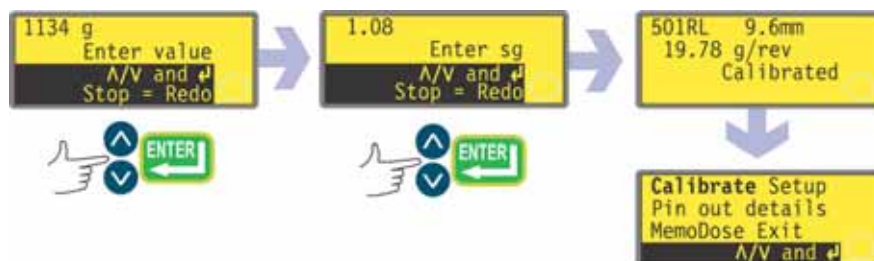 1134 g
Enter value
Λ/V and ↵
Stop = Redo
ENTER
1.08
Enter sg
Λ/V and ↵
Stop = Redo
ENTER
501RL 9.6mm
19.78 g/rev
Calibrated
Calibrate Setup
Pin out details
MemoDose Exit
Λ/V and ↵